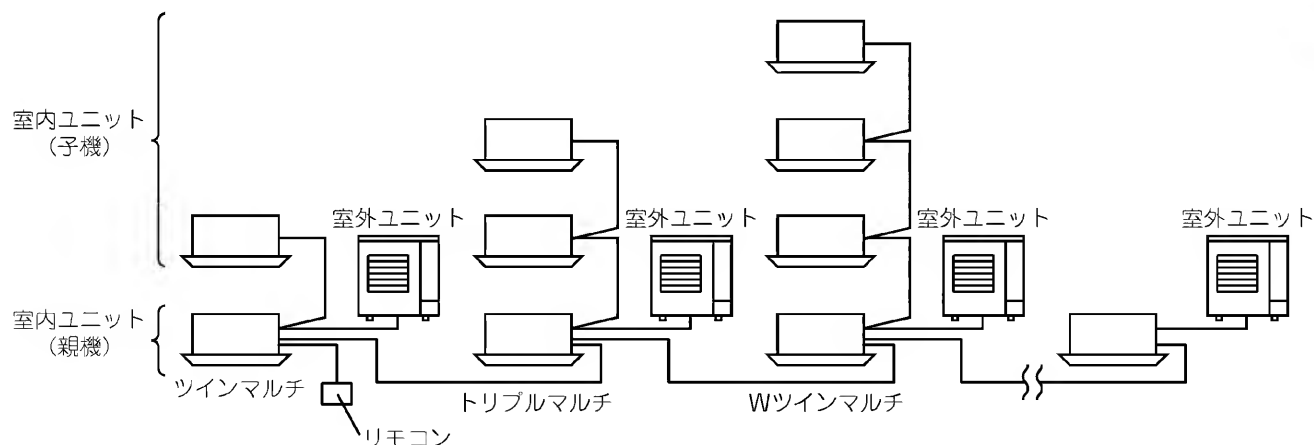 室内ユニット
（子機）
室外ユニット
室外ユニット
室外ユニット
室外ユニット
室内ユニット
（親機）
ツインマルチ
トリプルマルチ
Wツインマルチ
リモコン